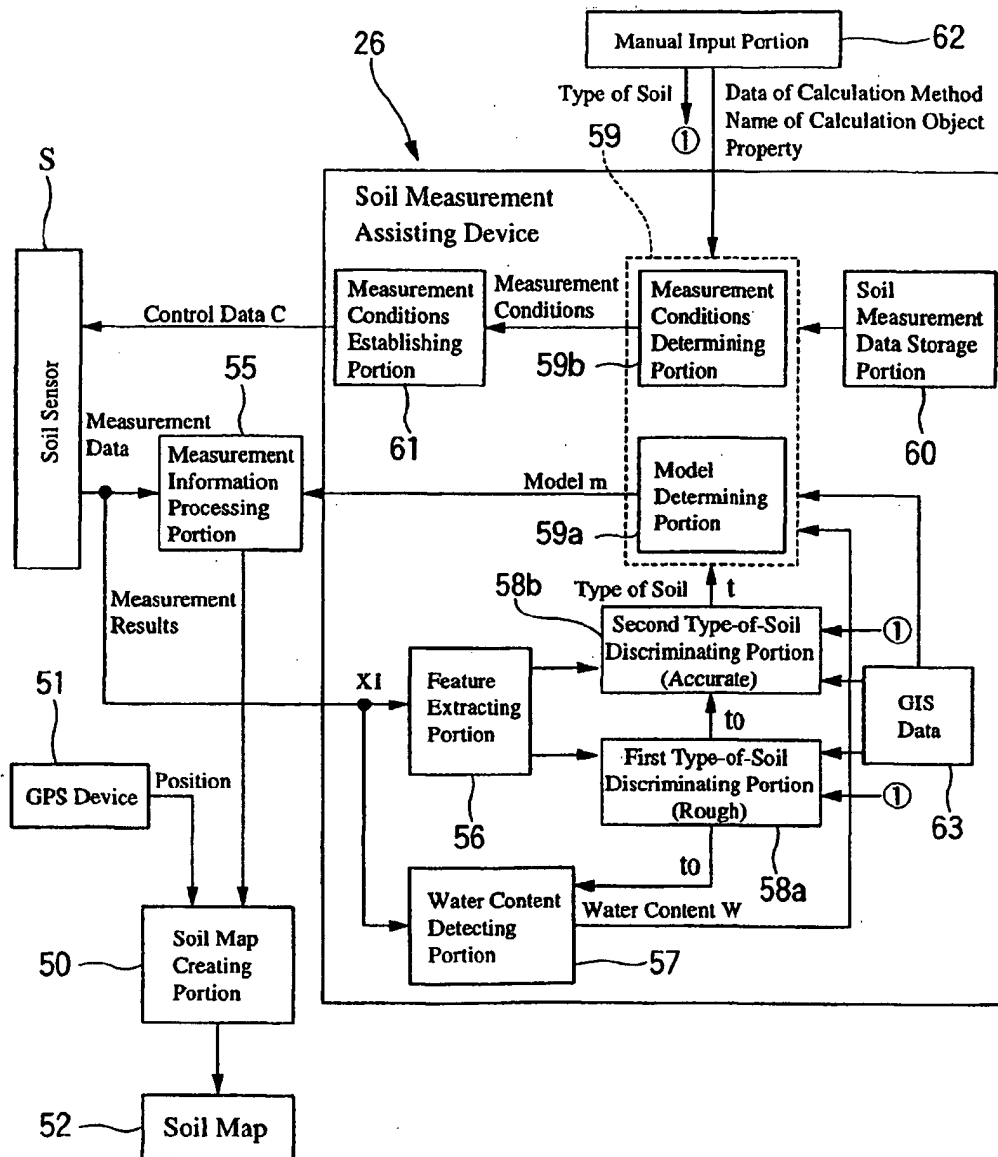 Manual Input Portion
62
26
Type of Soil
①
Data of Calculation Method
Name of Calculation Object
Property
59
S
Soil Measurement
Assisting Device
Soil Sensor
Control Data C
Measurement
Conditions
Establishing
Portion
61
Measurement
Conditions
Measurement
Conditions
Determining
Portion
59b
Soil
Measurement
Data Storage
Portion
60
55
Measurement
Data
Measurement
Information
Processing
Portion
Model m
Model
Determining
Portion
59a
Measurement
Results
Type of Soil
t
58b
Second Type-of-Soil
Discriminating Portion
(Accurate)
①
X1
Feature
Extracting
Portion
56
t0
GIS
Data
63
51
GPS Device
Position
First Type-of-Soil
Discriminating Portion
(Rough)
①
58a
t0
Water Content
Detecting
Portion
57
Water Content W
50
Soil Map
Creating
Portion
52
Soil Map